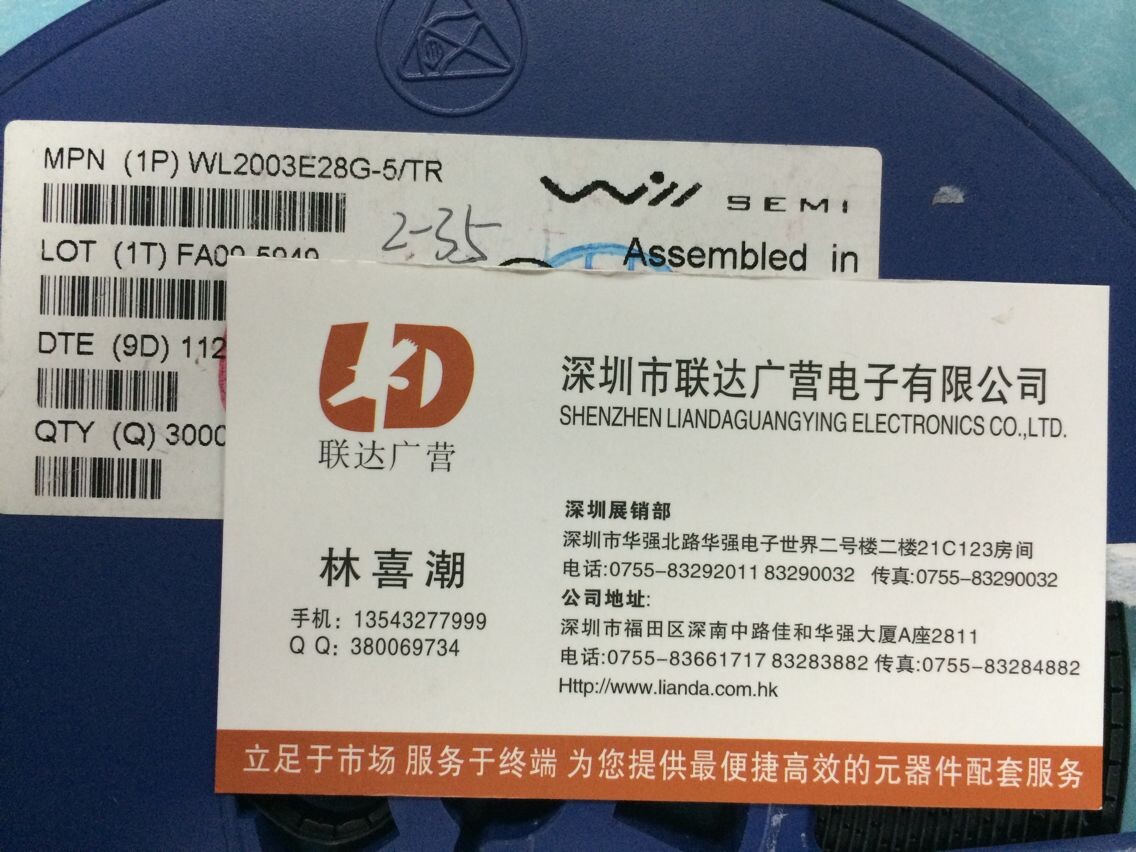 MPN (1P) WL2003E28G-5/TR
Will SEMI
2-35
LOT (1T)
Assembled in
DTE (9D) 112
QTY (Q) 3000
LD
联达广营
深圳市联达广营电子有限公司
SHENZHEN LIANDAGUANGYING ELECTRONICS CO.,LTD.
林喜潮
手机：13543277999
Q Q：380069734
深圳展销部
深圳市华强北路华强电子世界二号楼二楼21C123房间
电话:0755-83292011 83290032 传真:0755-83290032
公司地址:
深圳市福田区深南中路佳和华强大厦A座2811
电话:0755-83661717 83283882 传真:0755-83284882
Http://www.lianda.com.hk
立足于市场 服务于终端 为您提供最便捷高效的元器件配套服务